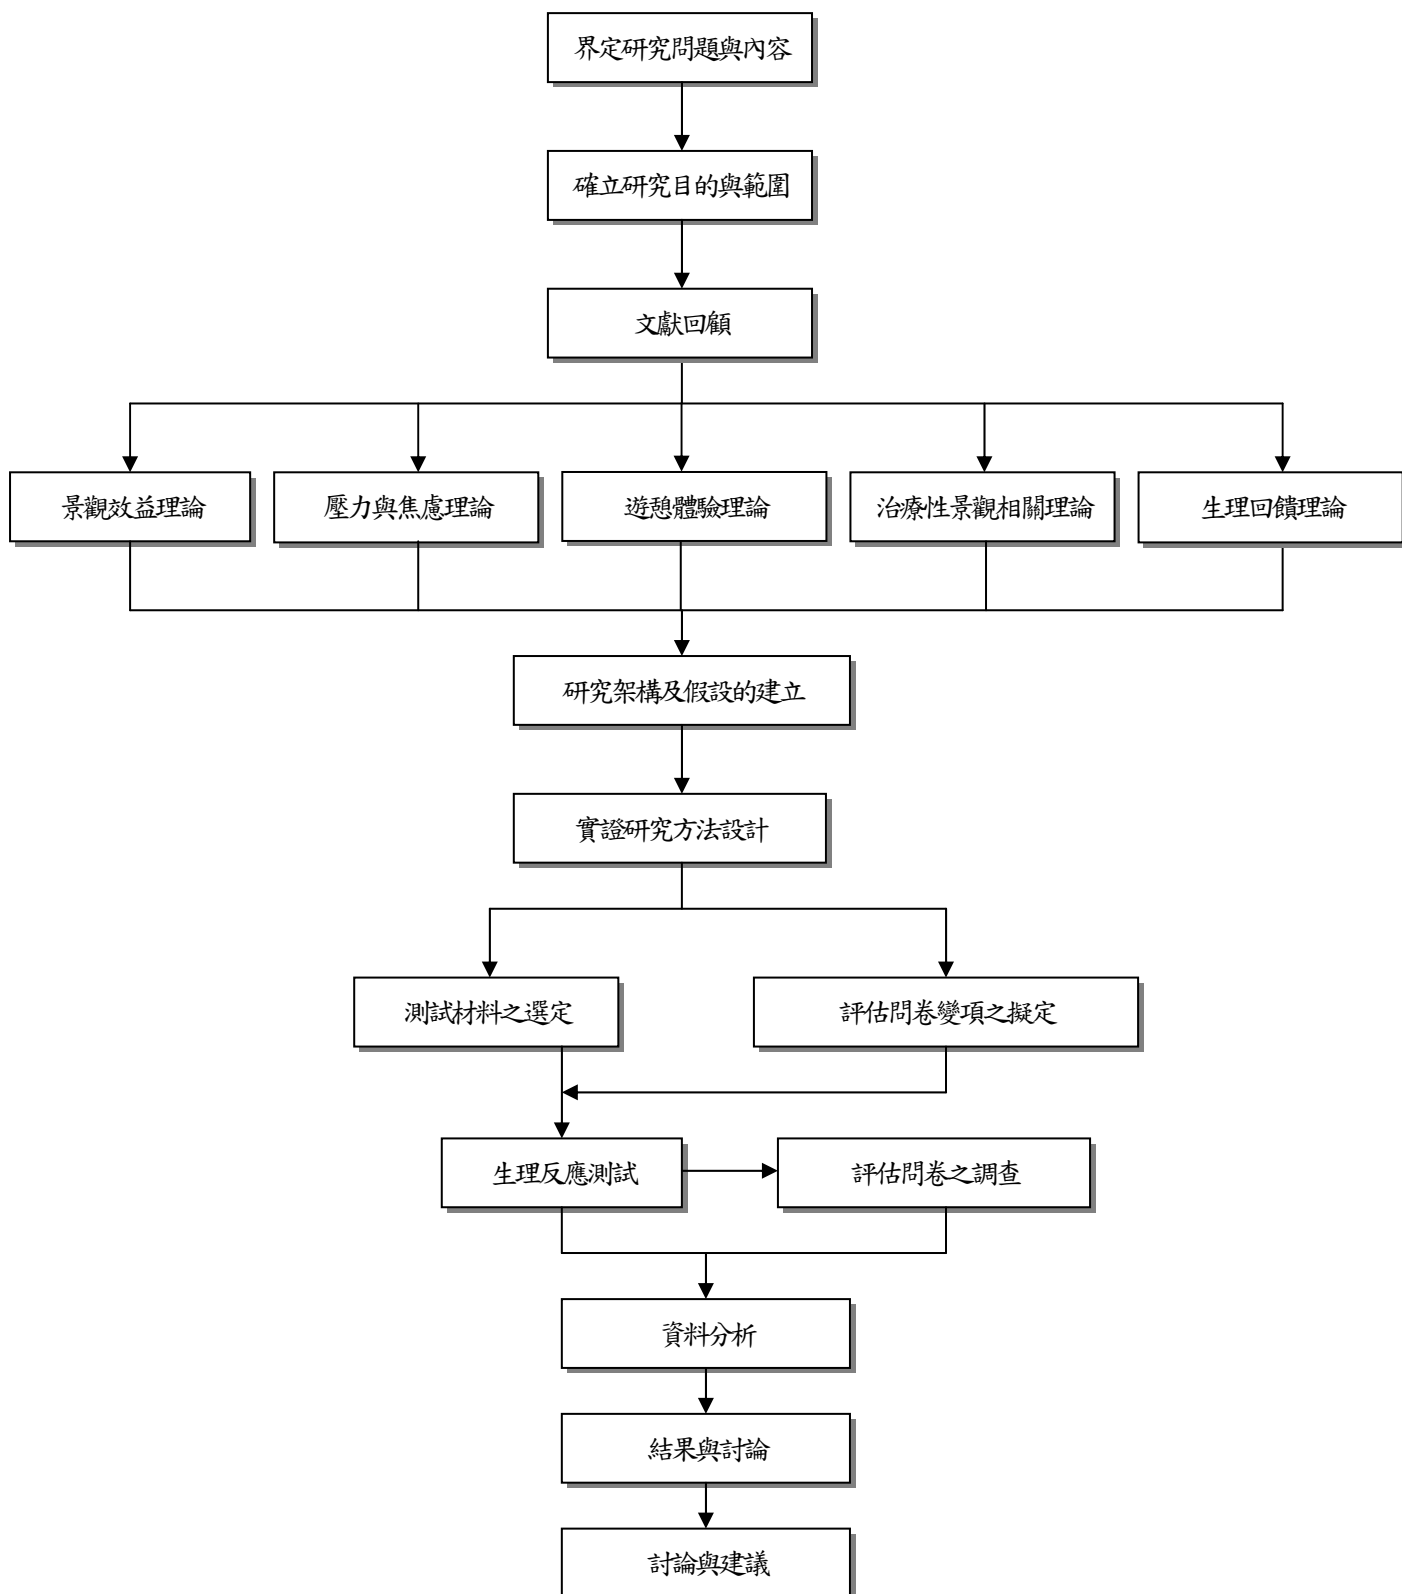 界定研究問題與內容
確立研究目的與範圍
文獻回顧
景觀效益理論
壓力與焦慮理論
遊憩體驗理論
治療性景觀相關理論
生理回饋理論
研究架構及假設的建立
實證研究方法設計
測試材料之選定
評估問卷變項之擬定
生理反應測試
評估問卷之調查
資料分析
結果與討論
討論與建議